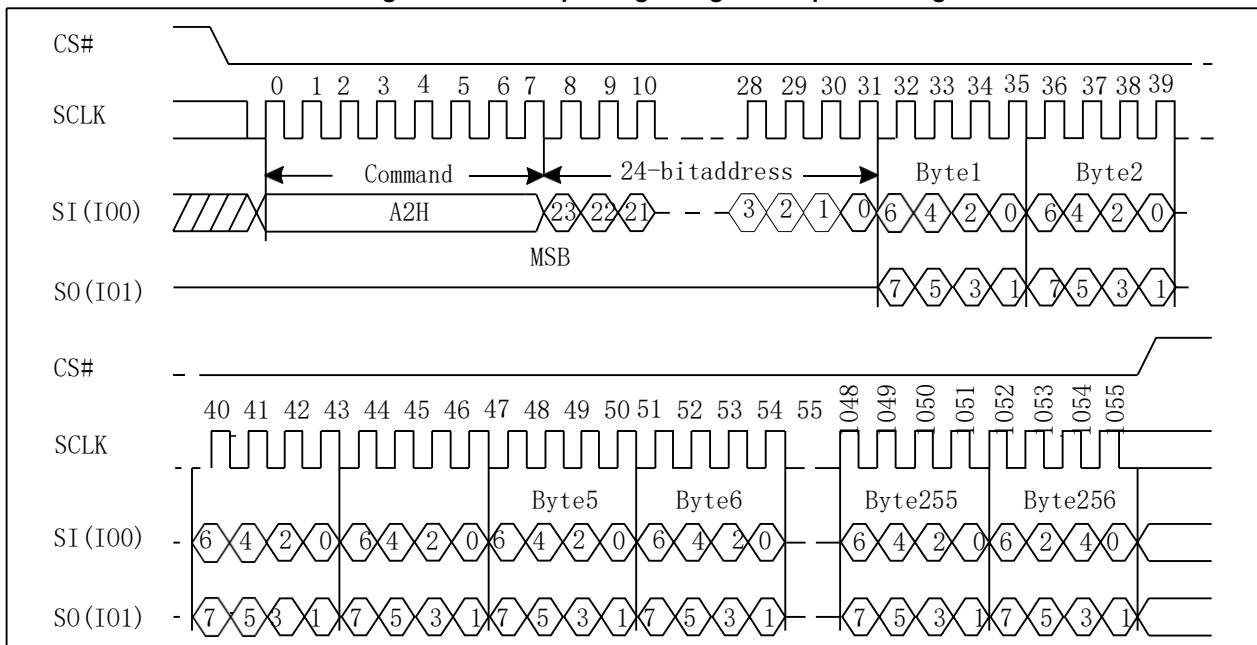 CS#
0 1 2 3 4 5 6 7 8 9 10 28 29 30 31 32 33 34 35 36 37 38 39
SCLK
Command 24-bitaddress Byte1 Byte2
SI(IO0) A2H 23 22 21 3 2 1 0 6 4 2 0 6 4 2 0
MSB
SO(IO1) 7 5 3 1 7 5 3 1
CS#
40 41 42 43 44 45 46 47 48 49 50 51 52 53 54 55 1048 1049 1050 1051 1052 1053 1054 1055
SCLK
Byte5 Byte6 Byte255 Byte256
SI(IO0) 6 4 2 0 6 4 2 0 6 4 2 0 6 4 2 0 6 4 2 0 6 2 4 0
SO(IO1) 7 5 3 1 7 5 3 1 7 5 3 1 7 5 3 1 7 5 3 1 7 5 3 1